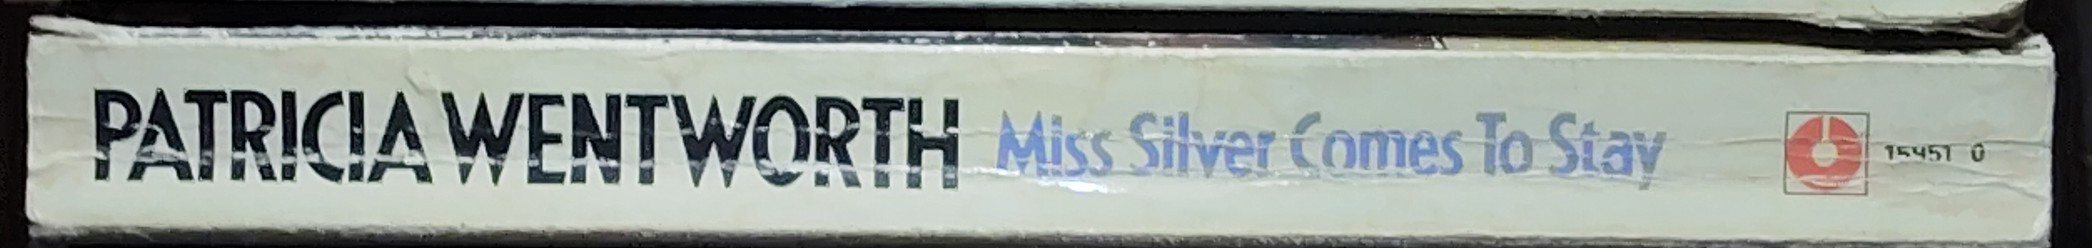 PATRICIA WENTWORTH Miss Silver Comes To Stay 15451 0